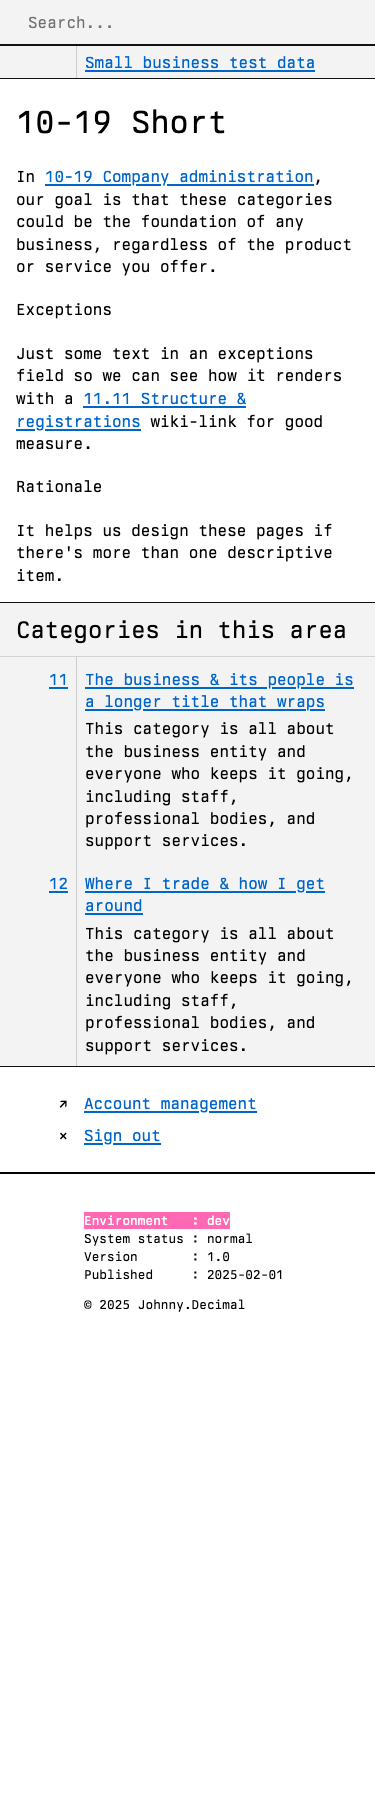 Search...
Small business test data
10-19 Short
In 10-19 Company administration,
our goal is that these categories
could be the foundation of any
business, regardless of the product
or service you offer.
Exceptions
Just some text in an exceptions
field so we can see how it renders
with a 11.11 Structure &
registrations wiki-link for good
measure.
Rationale
It helps us design these pages if
there's more than one descriptive
item.
Categories in this area
11 The business & its people is
a longer title that wraps
This category is all about
the business entity and
everyone who keeps it going,
including staff,
professional bodies, and
support services.
12 Where I trade & how I get
around
This category is all about
the business entity and
everyone who keeps it going,
including staff,
professional bodies, and
support services.
↗ Account management
× Sign out
Environment : dev
System status : normal
Version : 1.0
Published : 2025-02-01
© 2025 Johnny.Decimal